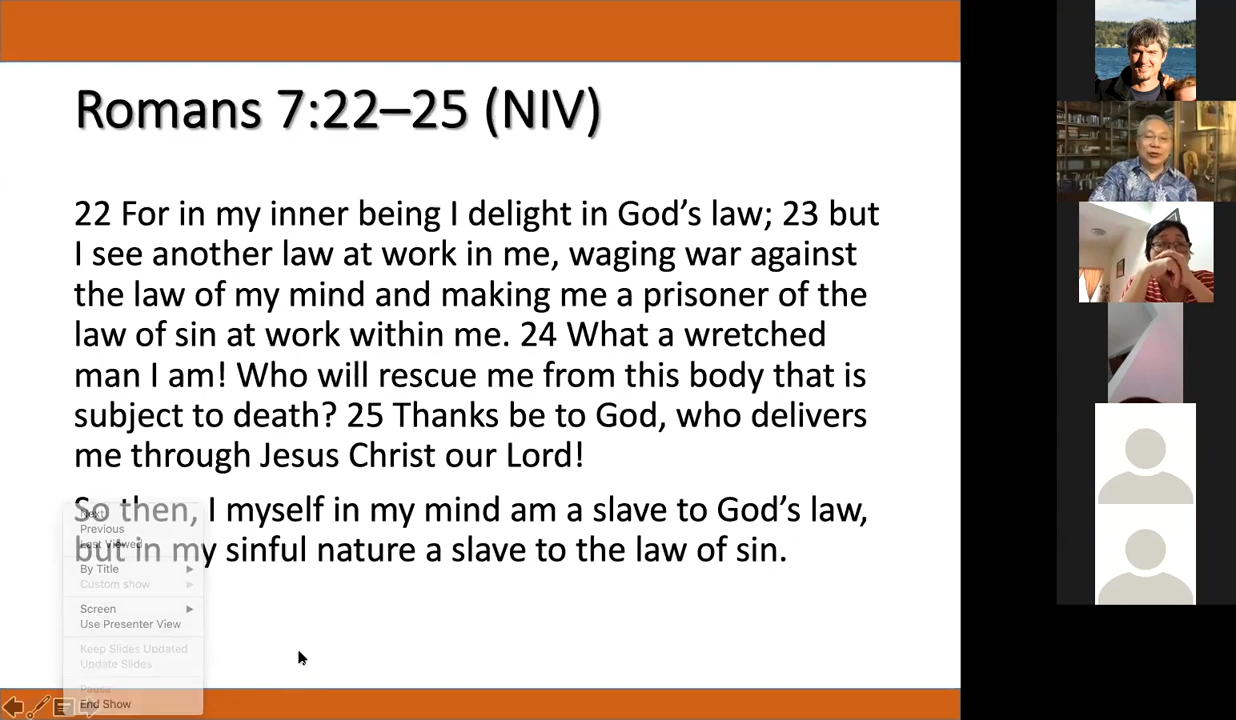 Romans 7:22–25 (NIV)
22 For in my inner being I delight in God’s law; 23 but
I see another law at work in me, waging war against
the law of my mind and making me a prisoner of the
law of sin at work within me. 24 What a wretched
man I am! Who will rescue me from this body that is
subject to death? 25 Thanks be to God, who delivers
me through Jesus Christ our Lord!
So then, I myself in my mind am a slave to God’s law,
but in my sinful nature a slave to the law of sin.
Next
Previous
Last Viewed
By Title
Custom show
Screen
Use Presenter View
Keep Slides Updated
Update Slides
Pause
End Show